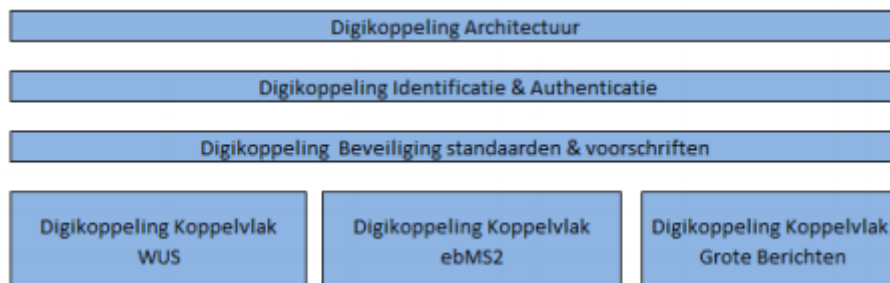 Digikoppeling Architectuur
Digikoppeling Identificatie & Authenticatie
Digikoppeling Beveiliging standaarden & voorschriften
Digikoppeling Koppelvlak
WUS
Digikoppeling Koppelvlak
ebMS2
Digikoppeling Koppelvlak
Grote Berichten